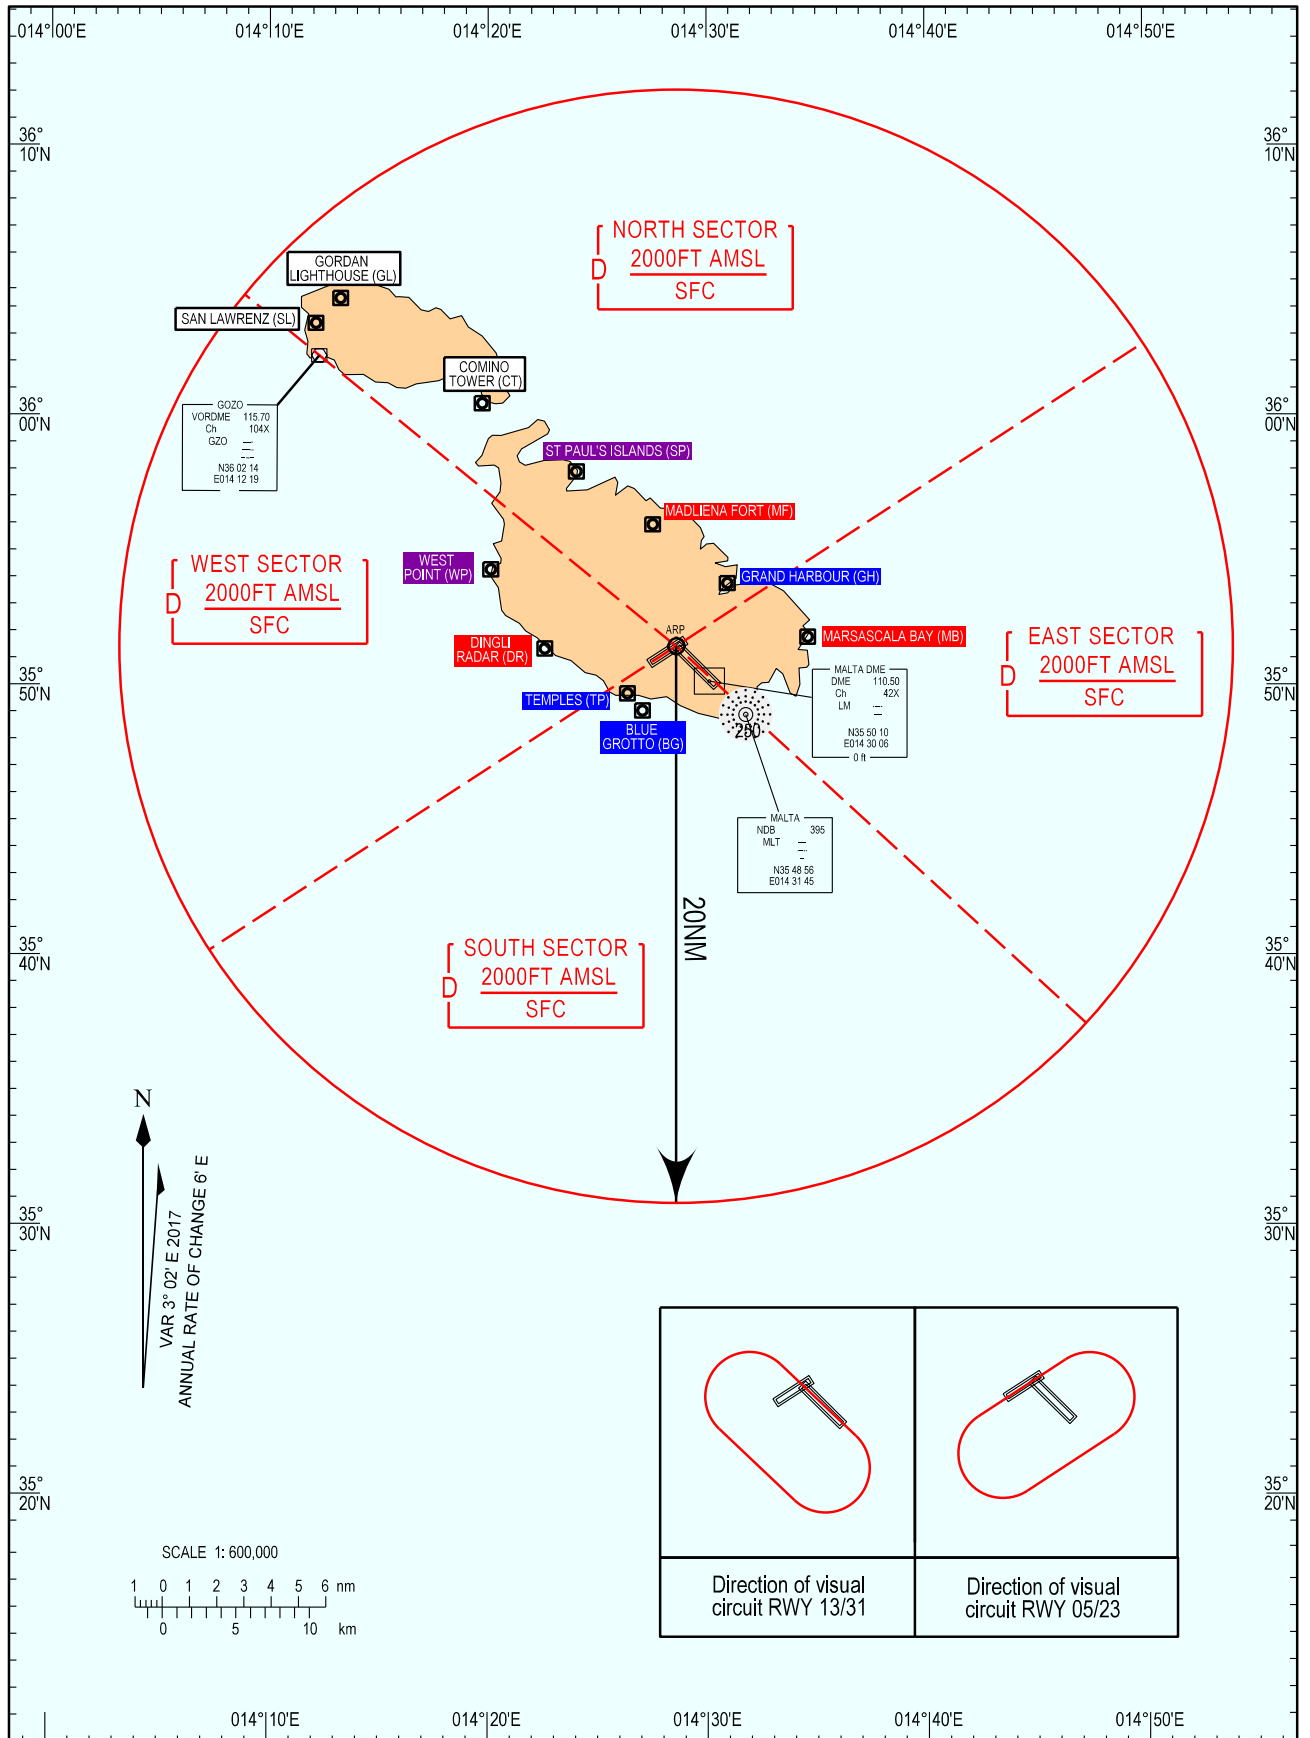 014°00'E
014°10'E
014°20'E
014°30'E
014°40'E
014°50'E
36°
10'N
36°
10'N
NORTH SECTOR
D
2000FT AMSL
SFC
GORDAN
LIGHTHOUSE (GL)
SAN LAWRENZ (SL)
COMINO
TOWER (CT)
36°
00'N
36°
00'N
GOZO
VORDME 115.70
Ch 104X
GZO
N36 02 14
E014 12 19
ST PAUL'S ISLANDS (SP)
MADLIENA FORT (MF)
WEST
POINT (WP)
GRAND HARBOUR (GH)
WEST SECTOR
D
2000FT AMSL
SFC
ARP
MARSASCALA BAY (MB)
EAST SECTOR
D
2000FT AMSL
SFC
DINGLI
RADAR (DR)
35°
50'N
35°
50'N
MALTA DME
DME 110.50
Ch 42X
LM
N35 50 10
E014 30 06
0 ft
TEMPLES (TP)
BLUE
GROTTO (BG)
230
MALTA
NDB 395
MLT
N35 48 56
E014 31 45
20NM
35°
40'N
35°
40'N
SOUTH SECTOR
D
2000FT AMSL
SFC
N
VAR 3° 02' E 2017
ANNUAL RATE OF CHANGE 6' E
35°
30'N
35°
30'N
35°
20'N
35°
20'N
SCALE 1: 600,000
1 0 1 2 3 4 5 6 nm
0 5 10 km
Direction of visual
circuit RWY 13/31
Direction of visual
circuit RWY 05/23
014°10'E
014°20'E
014°30'E
014°40'E
014°50'E